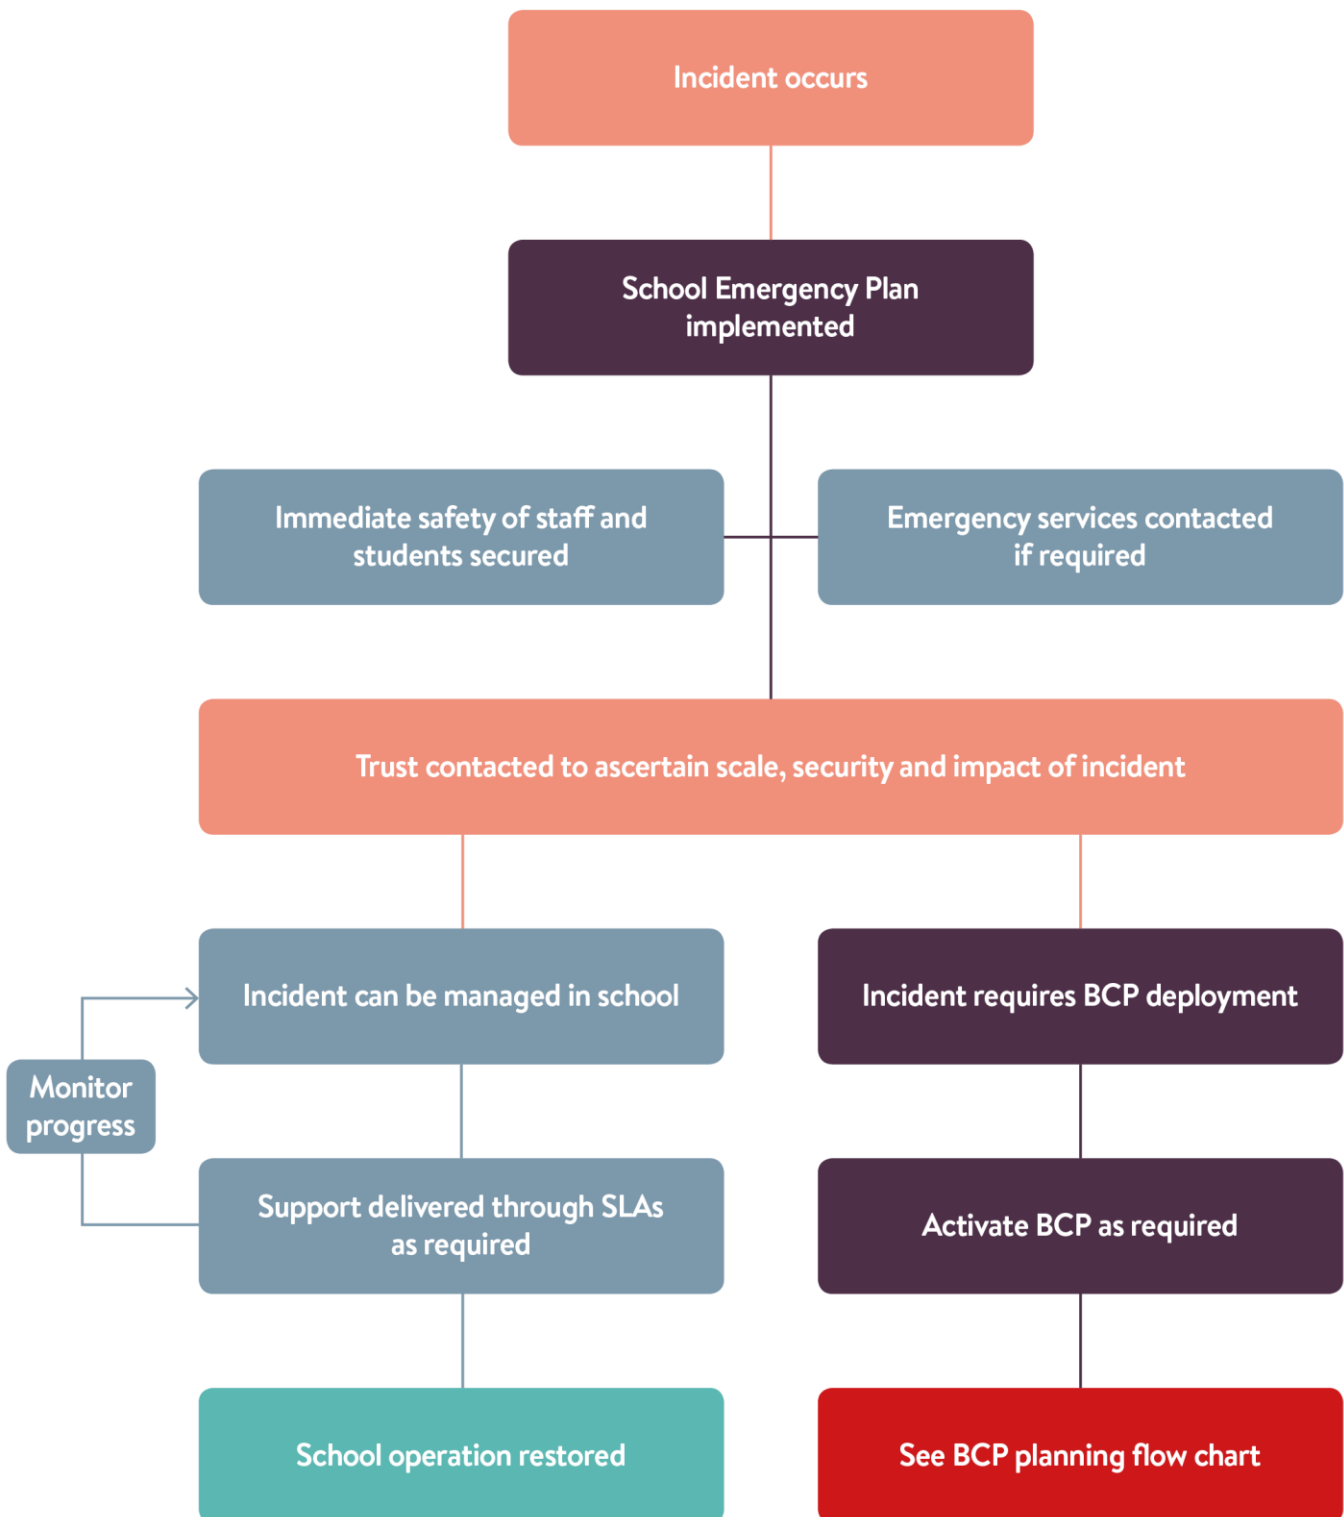 Incident occurs
School Emergency Plan
implemented
Immediate safety of staff and
students secured
Emergency services contacted
if required
Trust contacted to ascertain scale, security and impact of incident
Incident can be managed in school
Incident requires BCP deployment
Monitor
progress
Support delivered through SLAs
as required
Activate BCP as required
School operation restored
See BCP planning flow chart